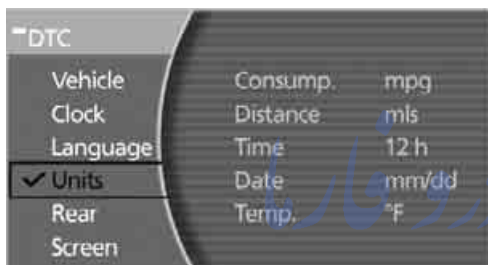 DTC
Vehicle Consump. mpg
Clock Distance mls
Language Time 12 h
Units Date mm/dd
Rear Temp. °F
Screen